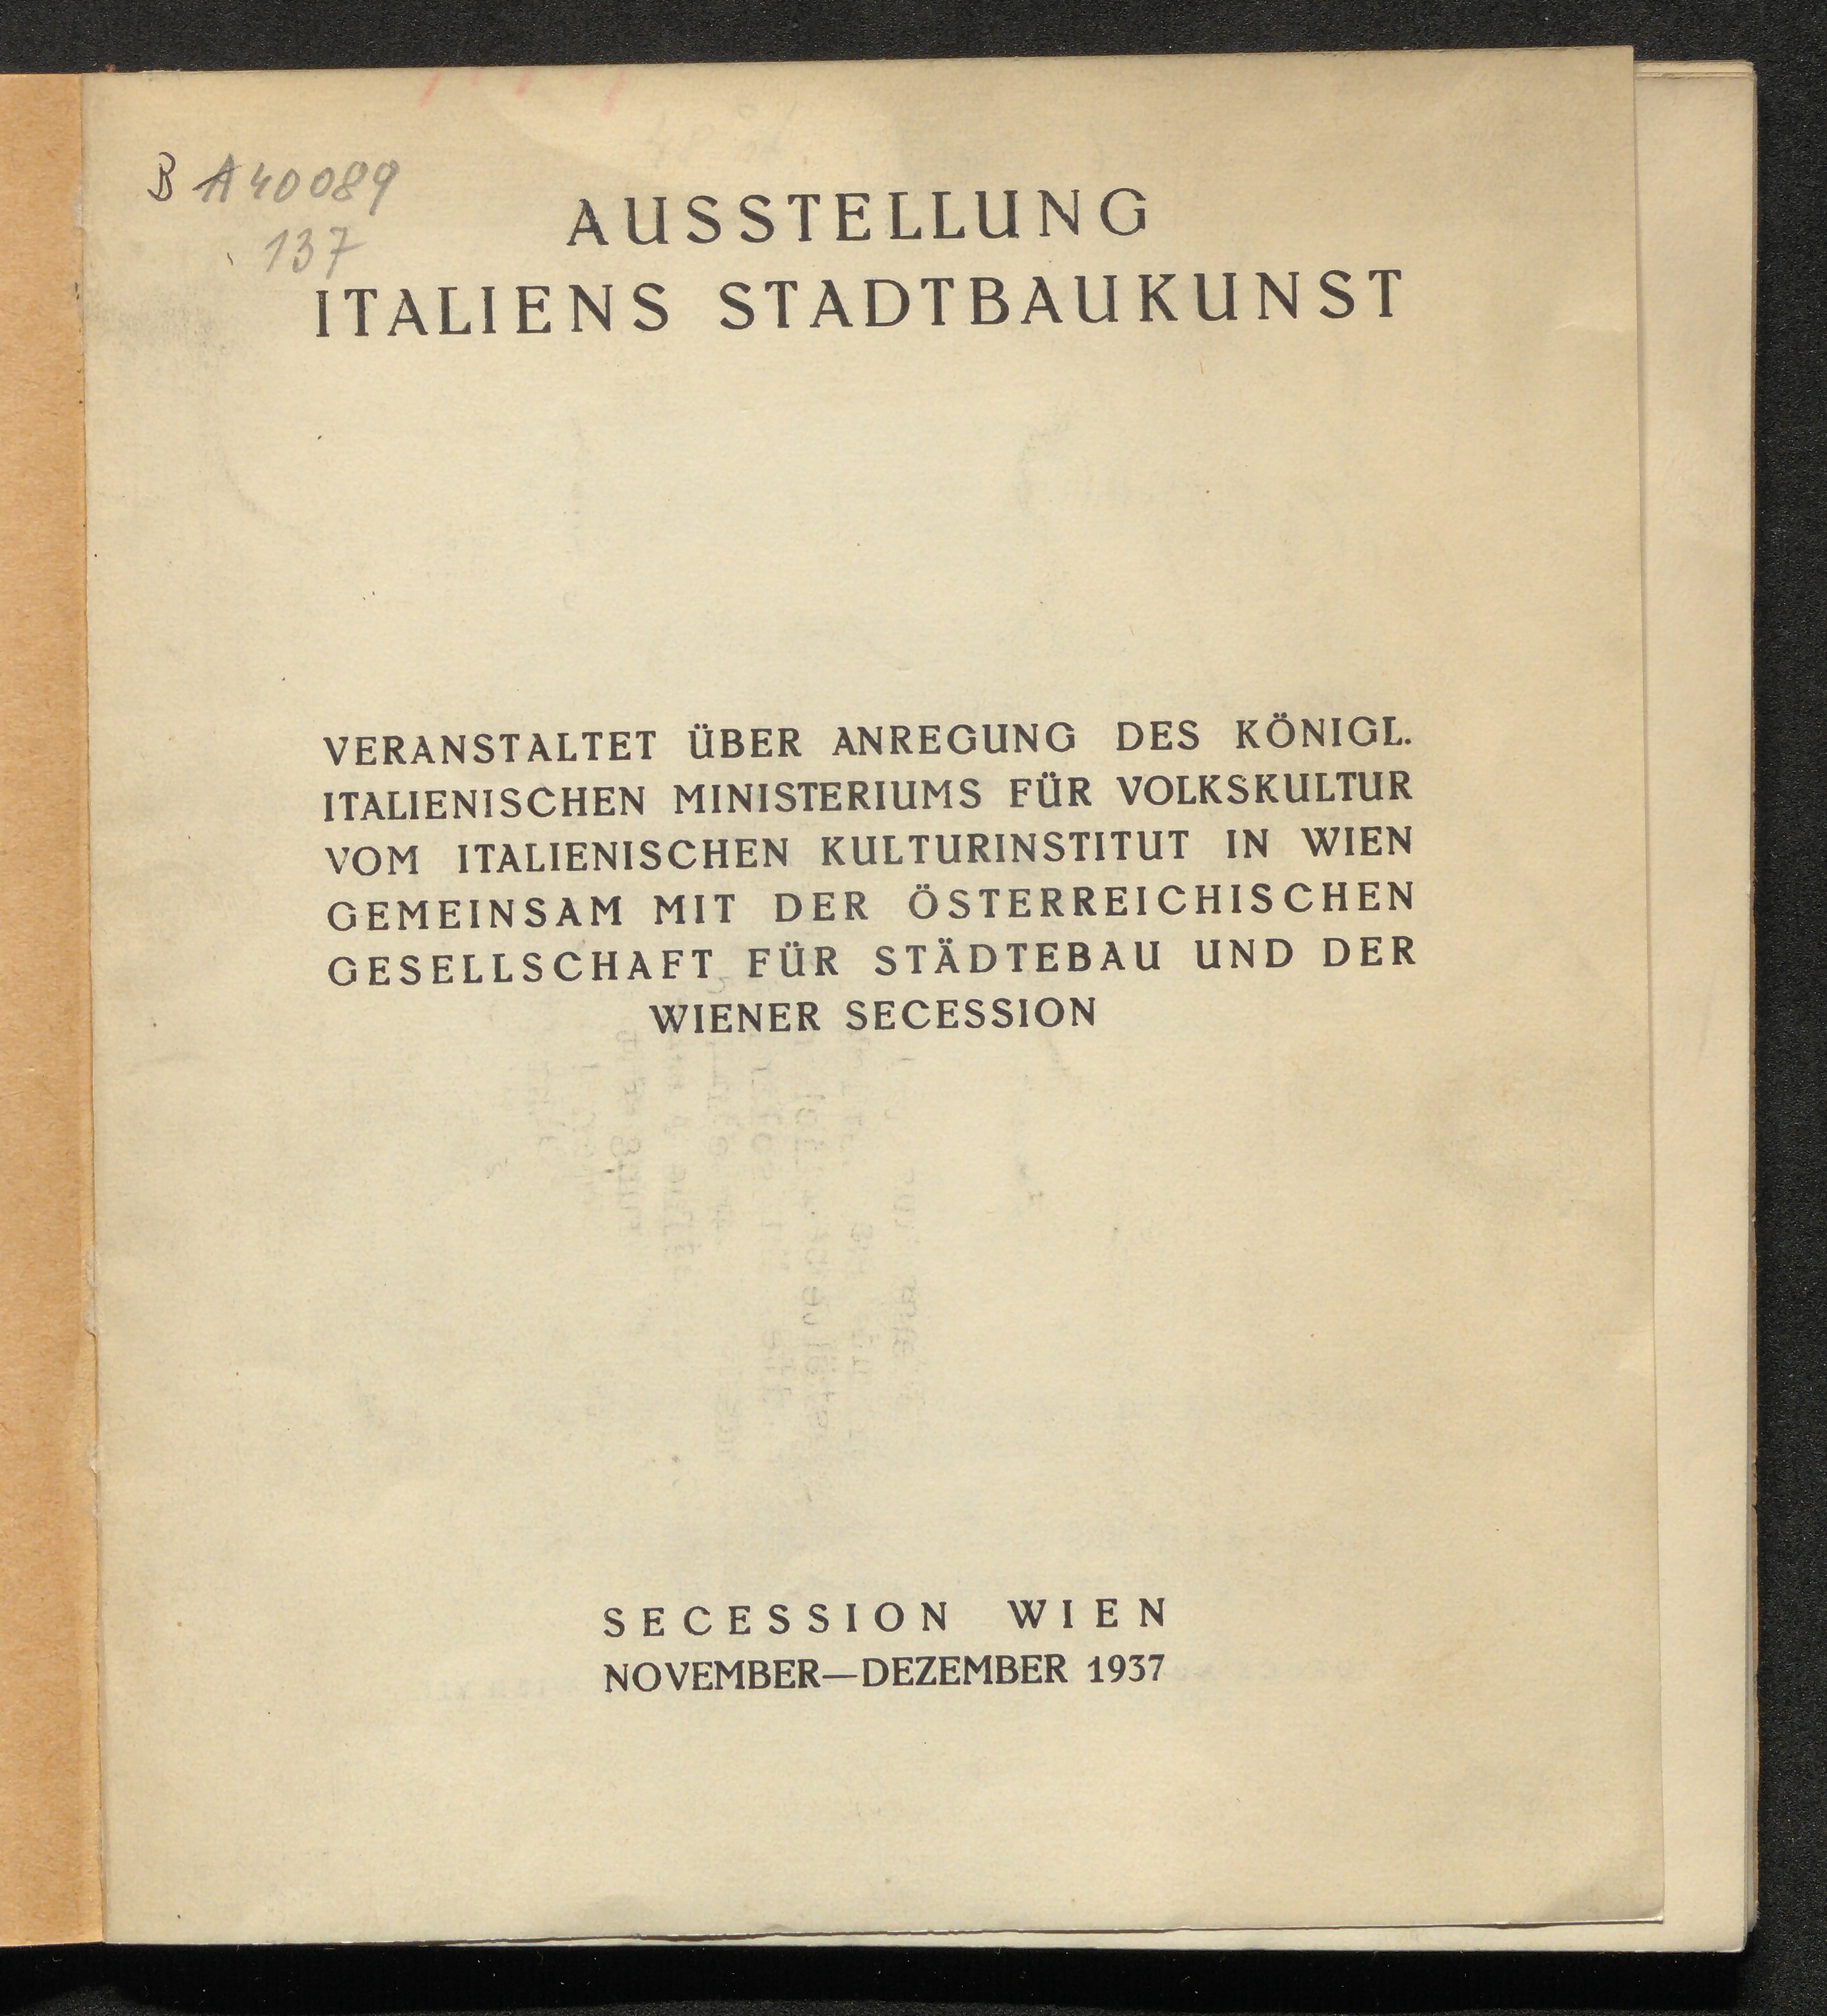 B A 40089
137
AUSSTELLUNG
ITALIENS STADTBAUKUNST
VERANSTALTET ÜBER ANREGUNG DES KÖNIGL.
ITALIENISCHEN MINISTERIUMS FÜR VOLKSKULTUR
VOM ITALIENISCHEN KULTURINSTITUT IN WIEN
GEMEINSAM MIT DER ÖSTERREICHISCHEN
GESELLSCHAFT FÜR STÄDTEBAU UND DER
WIENER SECESSION
SECESSION WIEN
NOVEMBER—DEZEMBER 1937